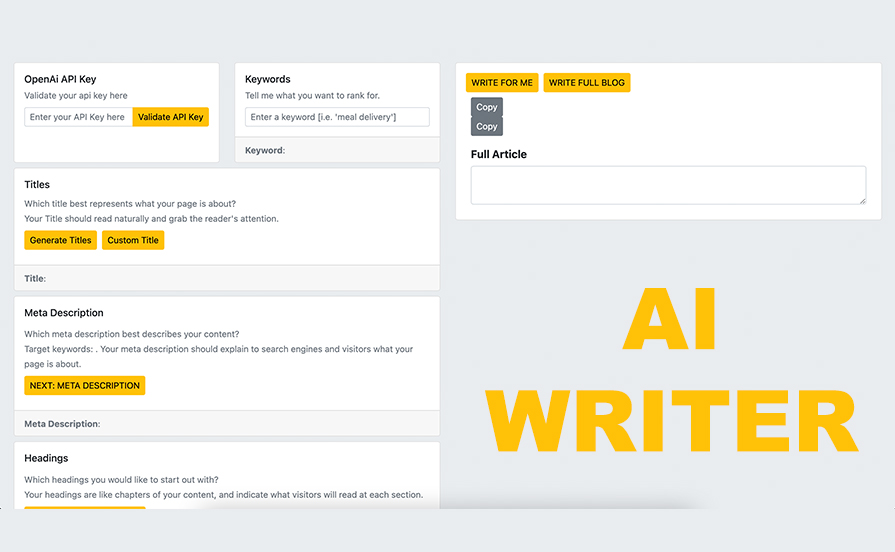 OpenAi API Key
Validate your api key here
Enter your API Key here
Validate API Key
Keywords
Tell me what you want to rank for.
Enter a keyword [i.e. 'meal delivery']
Keyword:
Titles
Which title best represents what your page is about?
Your Title should read naturally and grab the reader's attention.
Generate Titles
Custom Title
Title:
Meta Description
Which meta description best describes your content?
Target keywords: . Your meta description should explain to search engines and visitors what your
page is about.
NEXT: META DESCRIPTION
Meta Description:
Headings
Which headings you would like to start out with?
Your headings are like chapters of your content, and indicate what visitors will read at each section.
WRITE FOR ME
WRITE FULL BLOG
Copy
Copy
Full Article
AI
WRITER